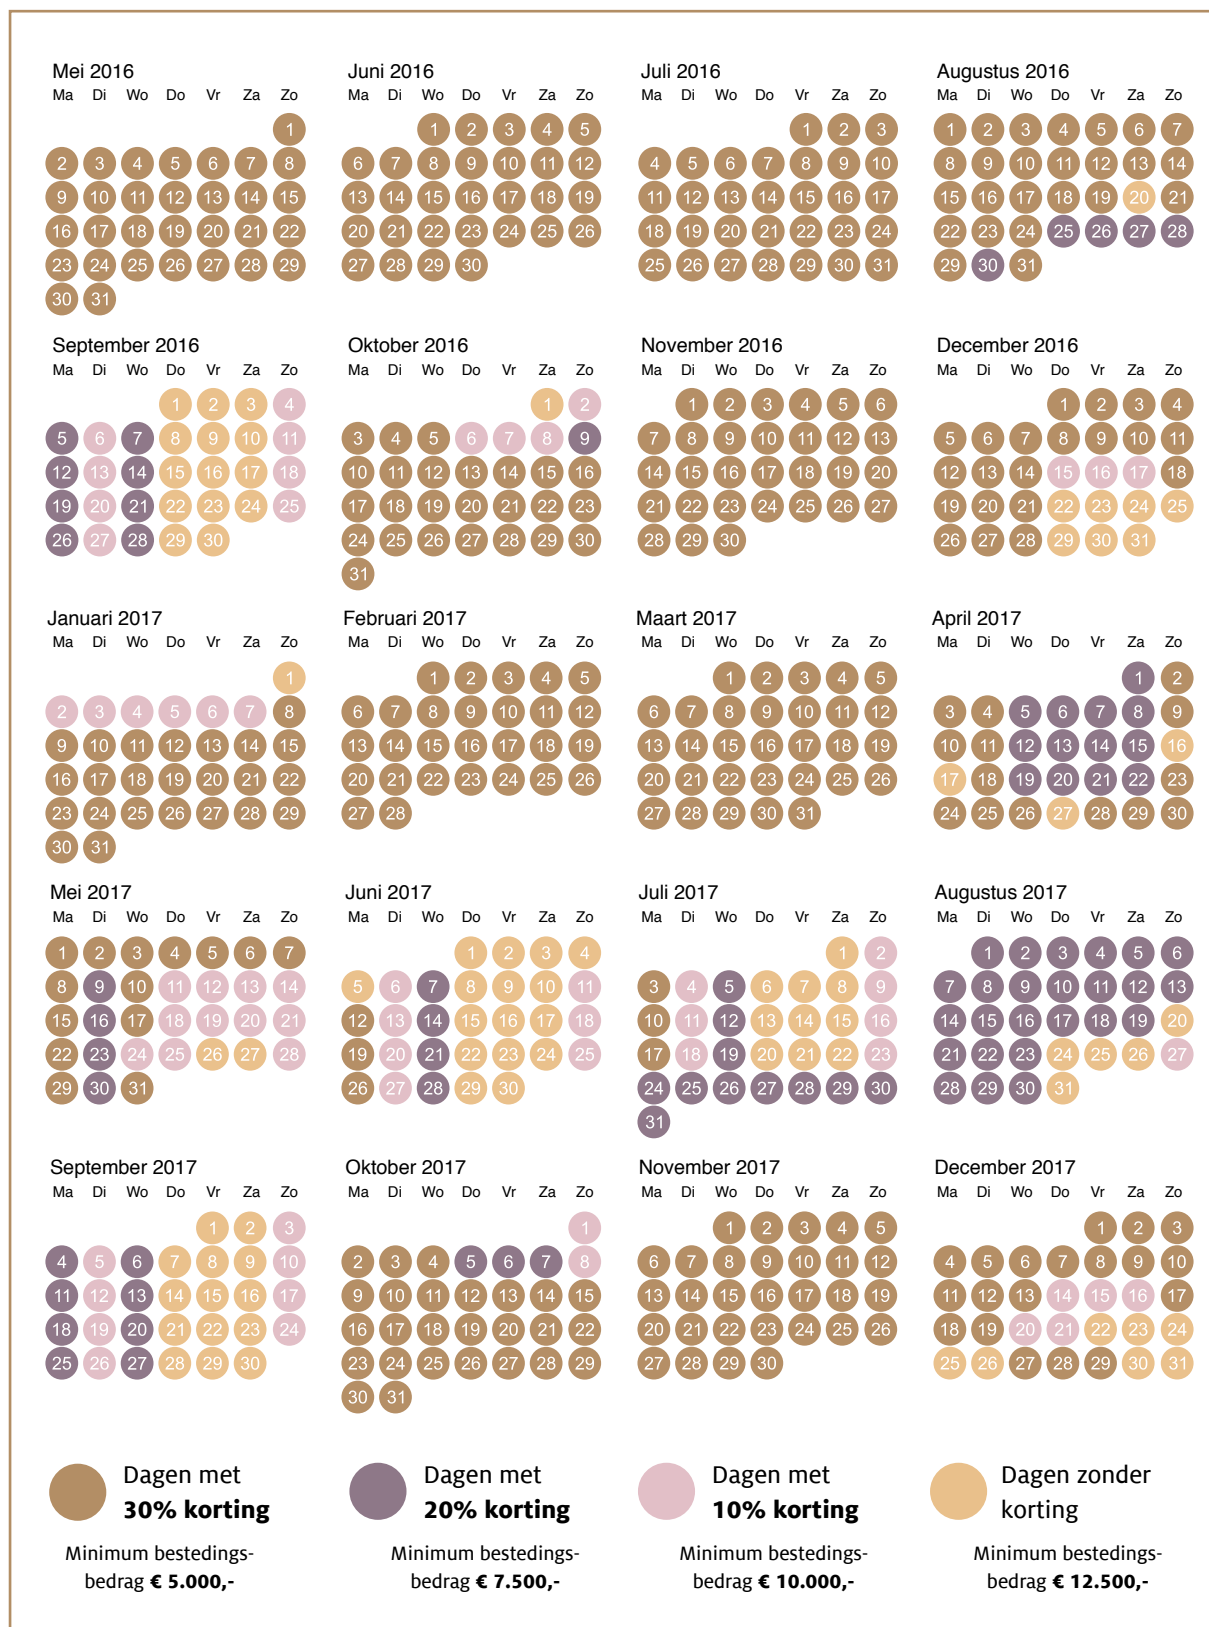 Mei 2016
Ma Di Wo Do Vr Za Zo
1
2 3 4 5 6 7 8
9 10 11 12 13 14 15
16 17 18 19 20 21 22
23 24 25 26 27 28 29
30 31
Juni 2016
Ma Di Wo Do Vr Za Zo
1 2 3 4 5
6 7 8 9 10 11 12
13 14 15 16 17 18 19
20 21 22 23 24 25 26
27 28 29 30
Juli 2016
Ma Di Wo Do Vr Za Zo
1 2 3
4 5 6 7 8 9 10
11 12 13 14 15 16 17
18 19 20 21 22 23 24
25 26 27 28 29 30 31
Augustus 2016
Ma Di Wo Do Vr Za Zo
1 2 3 4 5 6 7
8 9 10 11 12 13 14
15 16 17 18 19 20 21
22 23 24 25 26 27 28
29 30 31
September 2016
Ma Di Wo Do Vr Za Zo
1 2 3 4
5 6 7 8 9 10 11
12 13 14 15 16 17 18
19 20 21 22 23 24 25
26 27 28 29 30
Oktober 2016
Ma Di Wo Do Vr Za Zo
1 2
3 4 5 6 7 8 9
10 11 12 13 14 15 16
17 18 19 20 21 22 23
24 25 26 27 28 29 30
31
November 2016
Ma Di Wo Do Vr Za Zo
1 2 3 4 5 6
7 8 9 10 11 12 13
14 15 16 17 18 19 20
21 22 23 24 25 26 27
28 29 30
December 2016
Ma Di Wo Do Vr Za Zo
1 2 3 4
5 6 7 8 9 10 11
12 13 14 15 16 17 18
19 20 21 22 23 24 25
26 27 28 29 30 31
Januari 2017
Ma Di Wo Do Vr Za Zo
1
2 3 4 5 6 7 8
9 10 11 12 13 14 15
16 17 18 19 20 21 22
23 24 25 26 27 28 29
30 31
Februari 2017
Ma Di Wo Do Vr Za Zo
1 2 3 4 5
6 7 8 9 10 11 12
13 14 15 16 17 18 19
20 21 22 23 24 25 26
27 28
Maart 2017
Ma Di Wo Do Vr Za Zo
1 2 3 4 5
6 7 8 9 10 11 12
13 14 15 16 17 18 19
20 21 22 23 24 25 26
27 28 29 30 31
April 2017
Ma Di Wo Do Vr Za Zo
1 2
3 4 5 6 7 8 9
10 11 12 13 14 15 16
17 18 19 20 21 22 23
24 25 26 27 28 29 30
Mei 2017
Ma Di Wo Do Vr Za Zo
1 2 3 4 5 6 7
8 9 10 11 12 13 14
15 16 17 18 19 20 21
22 23 24 25 26 27 28
29 30 31
Juni 2017
Ma Di Wo Do Vr Za Zo
1 2 3 4
5 6 7 8 9 10 11
12 13 14 15 16 17 18
19 20 21 22 23 24 25
26 27 28 29 30
Juli 2017
Ma Di Wo Do Vr Za Zo
1 2
3 4 5 6 7 8 9
10 11 12 13 14 15 16
17 18 19 20 21 22 23
24 25 26 27 28 29 30
31
Augustus 2017
Ma Di Wo Do Vr Za Zo
1 2 3 4 5 6
7 8 9 10 11 12 13
14 15 16 17 18 19 20
21 22 23 24 25 26 27
28 29 30 31
September 2017
Ma Di Wo Do Vr Za Zo
1 2 3
4 5 6 7 8 9 10
11 12 13 14 15 16 17
18 19 20 21 22 23 24
25 26 27 28 29 30
Oktober 2017
Ma Di Wo Do Vr Za Zo
1
2 3 4 5 6 7 8
9 10 11 12 13 14 15
16 17 18 19 20 21 22
23 24 25 26 27 28 29
30 31
November 2017
Ma Di Wo Do Vr Za Zo
1 2 3 4 5
6 7 8 9 10 11 12
13 14 15 16 17 18 19
20 21 22 23 24 25 26
27 28 29 30
December 2017
Ma Di Wo Do Vr Za Zo
1 2 3
4 5 6 7 8 9 10
11 12 13 14 15 16 17
18 19 20 21 22 23 24
25 26 27 28 29 30 31
Dagen met
30% korting
Minimum bestedings-
bedrag € 5.000,-
Dagen met
20% korting
Minimum bestedings-
bedrag € 7.500,-
Dagen met
10% korting
Minimum bestedings-
bedrag € 10.000,-
Dagen zonder
korting
Minimum bestedings-
bedrag € 12.500,-